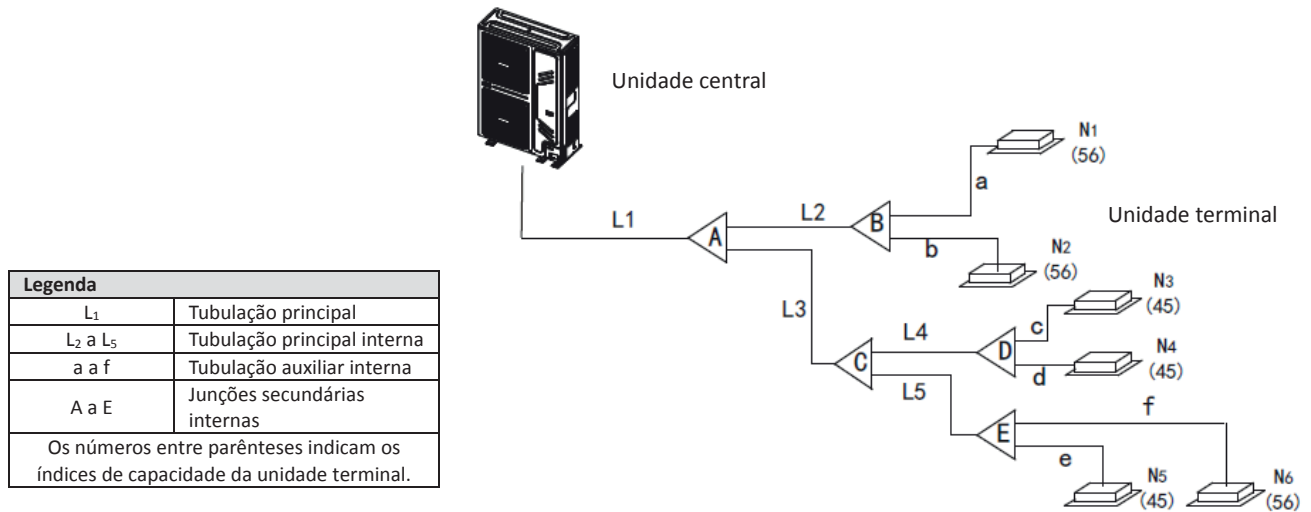 Unidade central
N1
(56)
a
Unidade terminal
L1
A
L2
B
b
N2
(56)
L3
N3
(45)
c
L4
D
N4
(45)
d
C
L5
f
E
e
N5
(45)
N6
(56)
Legenda
L1 Tubulação principal
L2 a L5 Tubulação principal interna
a a f Tubulação auxiliar interna
A a E Junções secundárias
internas
Os números entre parênteses indicam os
índices de capacidade da unidade terminal.